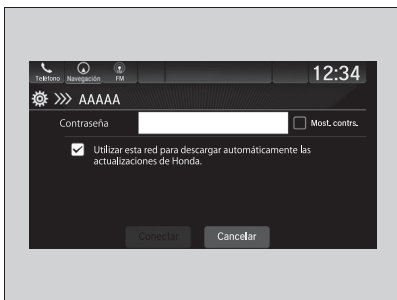 Teléfono Navegación FM 12:34
AAAAA
Contraseña Most. contrs.
Utilizar esta red para descargar automáticamente las
actualizaciones de Honda.
Conectar Cancelar